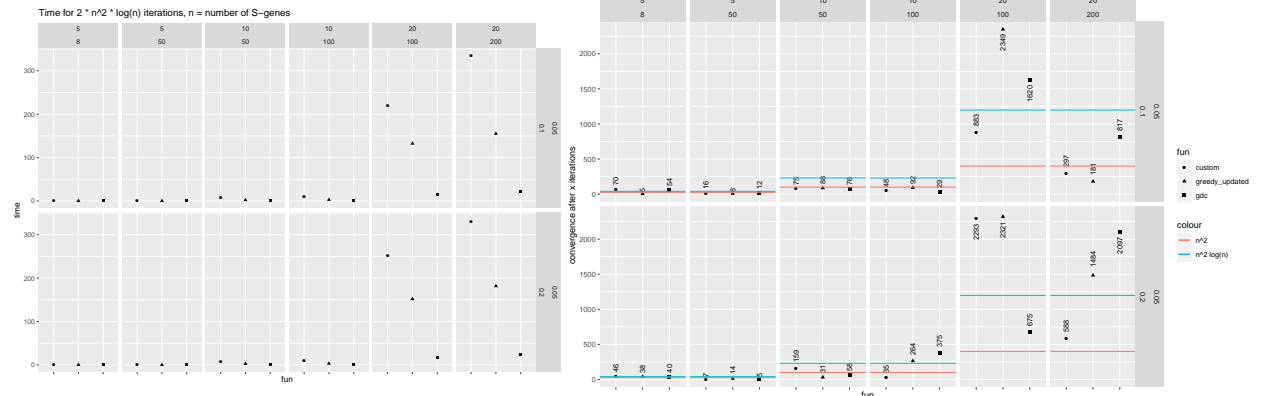 Time for 2 * n^2 * log(n) iterations, n = number of S-genes
5 5 10 10 20 20
8 50 50 100 100 200
300
200
100
0
0.05
0.1
300
200
100
0
0.05
0.2
time
fun
5 5 10 10 20 20
8 50 50 100 100 200
2000
1500
1000
500
0
70 5 54
16 8 12
75 88 76
48 92 29
883 2349 1620
297 181 817
0.05
0.1
2000
1500
1000
500
0
46 38 40
7 14 5
159 31 58
35 264 375
2293 2321 675
588 1484 2097
0.05
0.2
convergence after x iterations
fun
fun
custom
greedy_updated
gdc
colour
n^2
n^2 log(n)